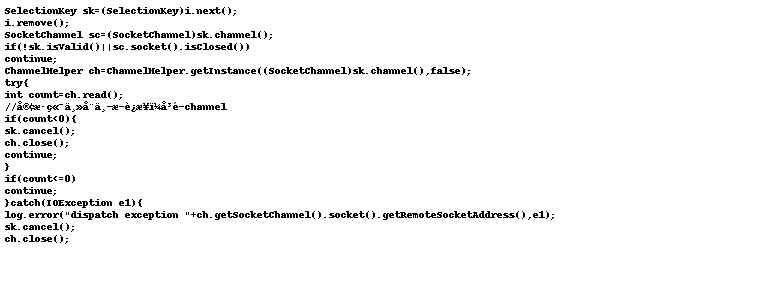 SelectionKey sk=(SelectionKey)i.next();
i.remove();
SocketChannel sc=(SocketChannel)sk.channel();
if(!sk.isValid()||sc.socket().isClosed())
continue;
ChannelHelper ch=ChannelHelper.getInstance((SocketChannel)sk.channel(),false);
try{
int count=ch.read();
//channel
if(count<0){
sk.cancel();
ch.close();
continue;
}
if(count<=0)
continue;
}catch(IOException e1){
log.error("dispatch exception "+ch.getSocketChannel().socket().getRemoteSocketAddress(),e1);
sk.cancel();
ch.close();